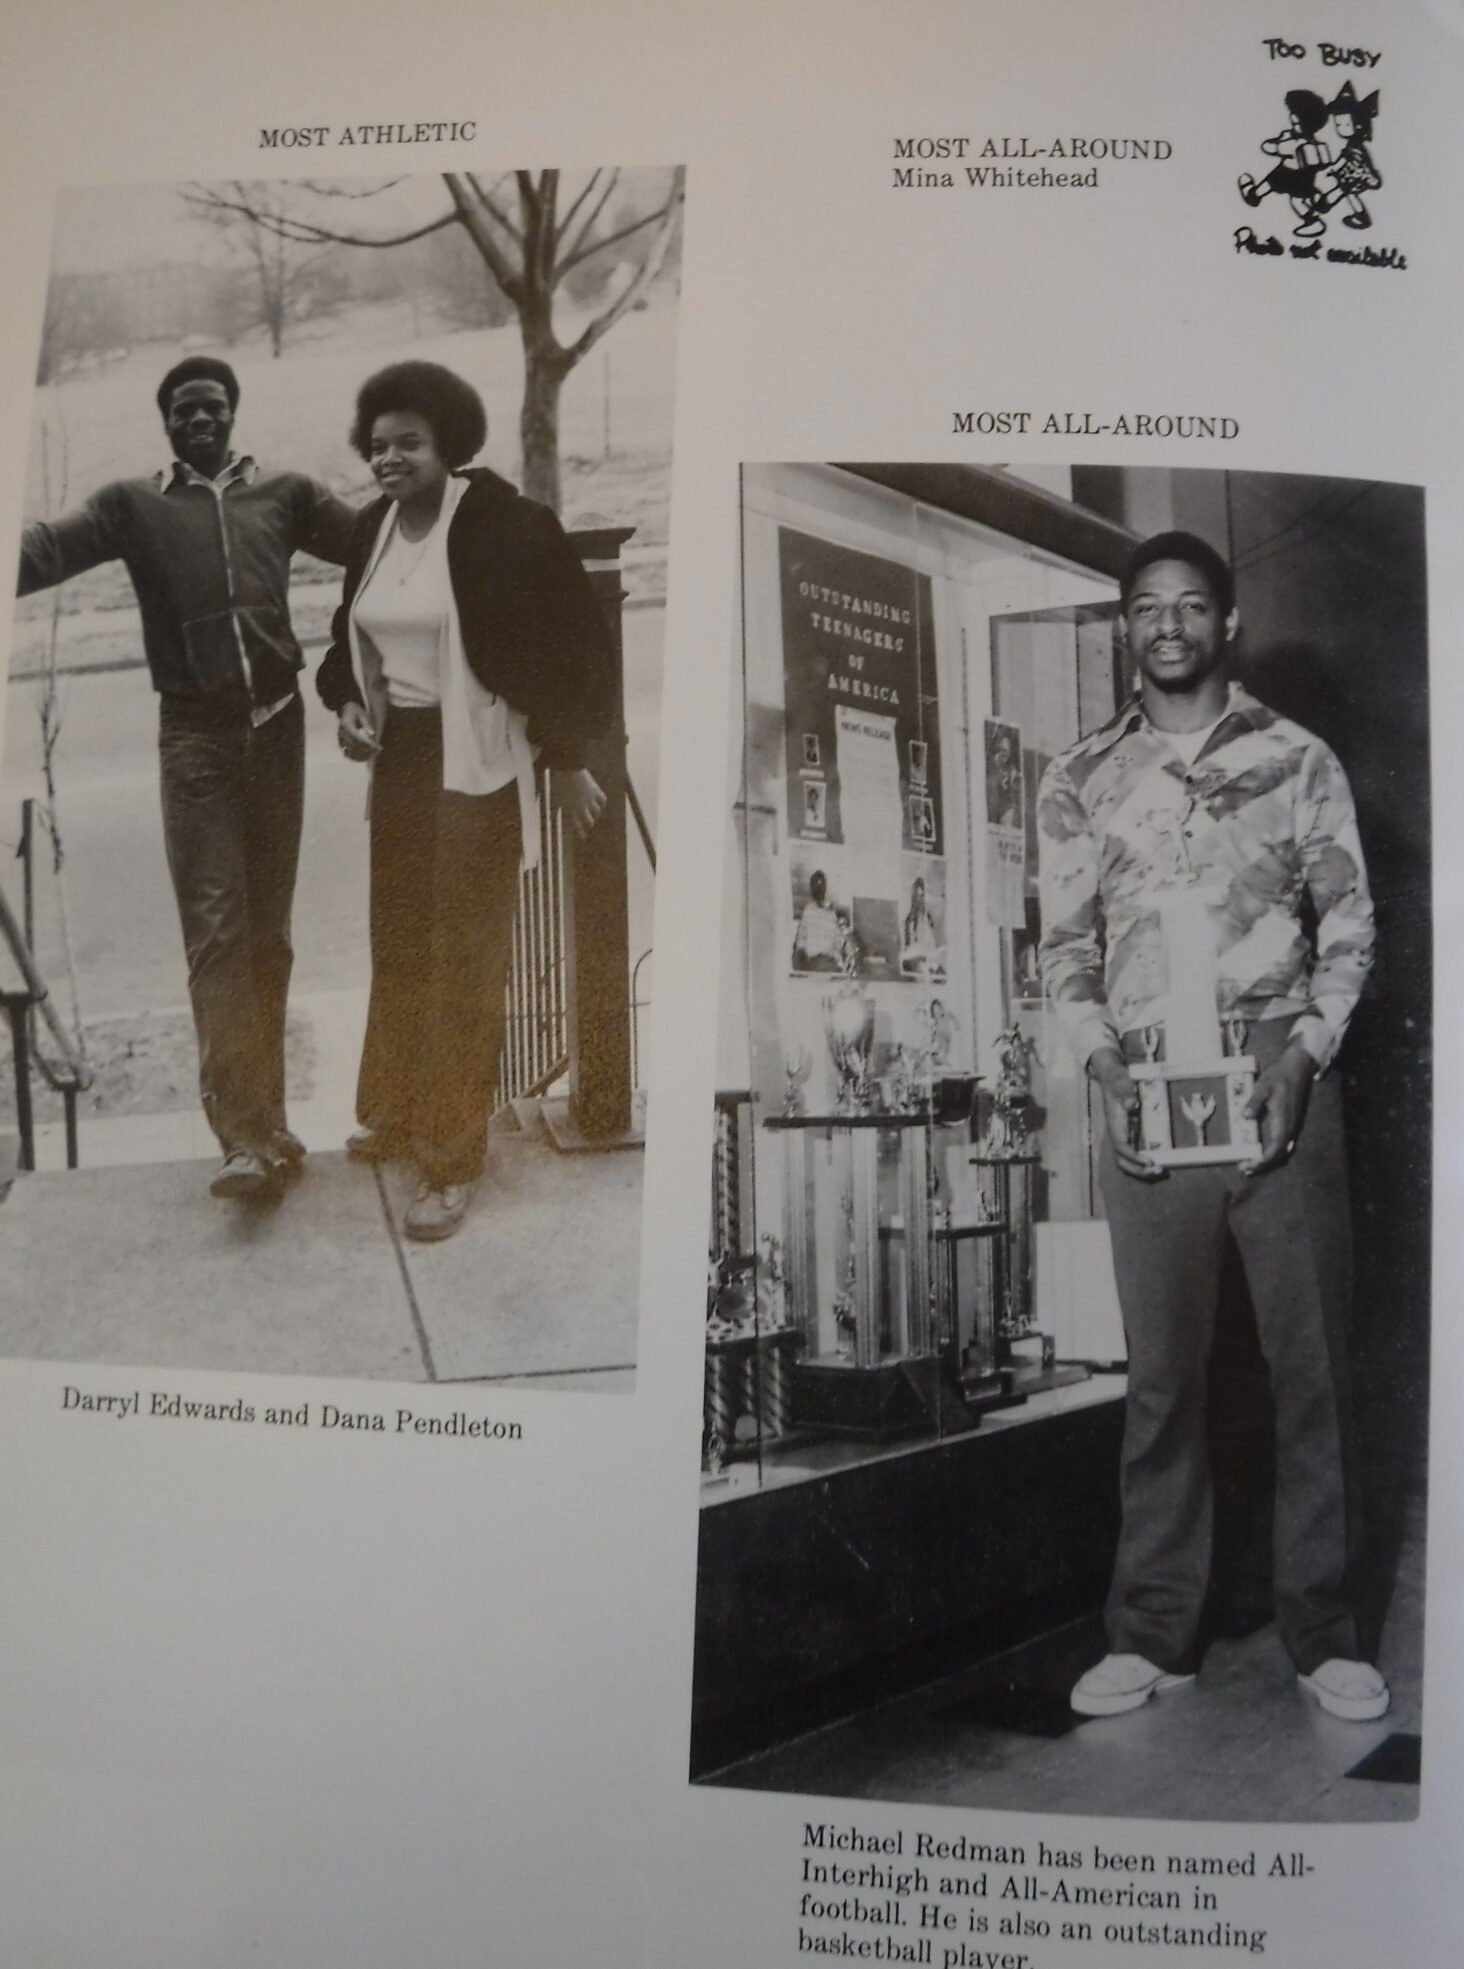 MOST ATHLETIC
Darryl Edwards and Dana Pendleton
MOST ALL-AROUND
Mina Whitehead
TOO BUSY
Photo not available
MOST ALL-AROUND
OUTSTANDING
TEENAGERS
OF
AMERICA
NEWS RELEASE
Michael Redman has been named All-
Interhigh and All-American in
football. He is also an outstanding
basketball player.